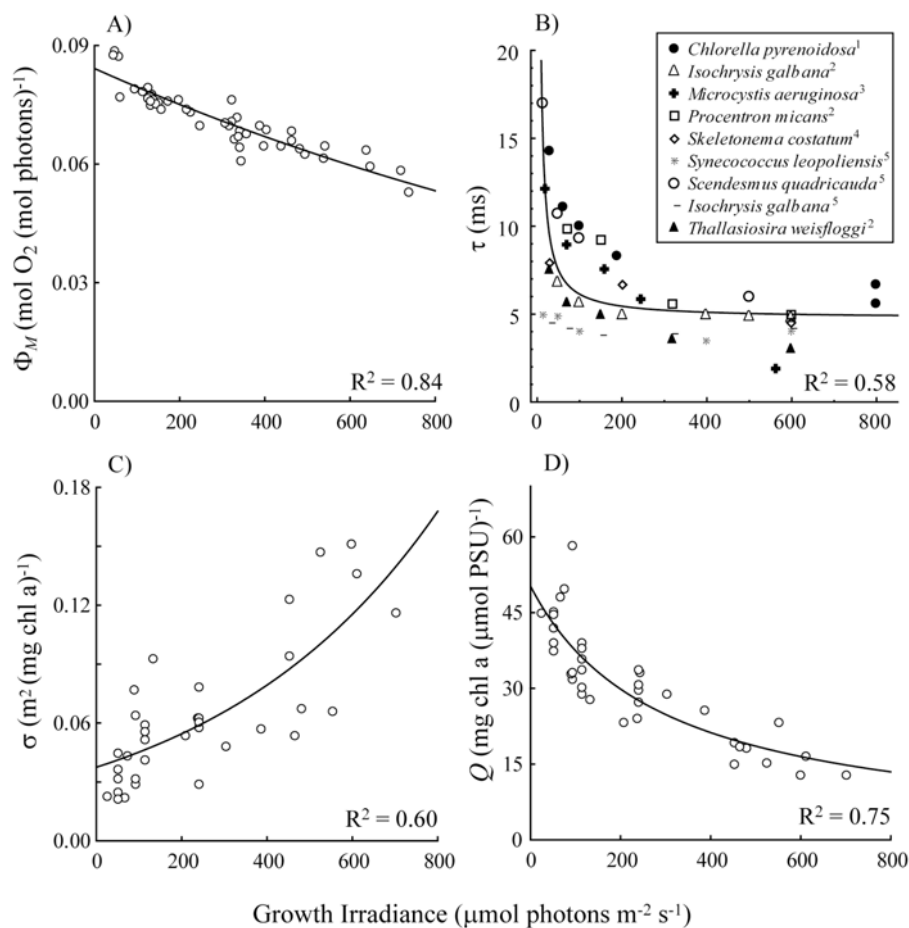 A)
0.09
0.06
0.03
0.00
Φ_M (mol O₂ (mol photons)⁻¹
0 200 400 600 800
R² = 0.84
B)
20
15
10
5
0
τ (ms)
0 200 400 600 800
Chlorella pyrenoidosa¹
Isochrysis galbana²
Microcystis aeruginosa³
Procentron micans²
Skeletonema costatum⁴
Synecococcus leopoliensis⁵
Scendesmus quadricauda⁵
Isochrysis galbana⁵
Thallasiosira weisfloggi²
R² = 0.58
C)
0.18
0.12
0.06
0.00
σ (m² (mg chl a)⁻¹
0 200 400 600 800
R² = 0.60
D)
60
45
30
15
0
Q (mg chl a (μmol PSU)⁻¹
0 200 400 600 800
R² = 0.75
Growth Irradiance (μmol photons m⁻² s⁻¹)